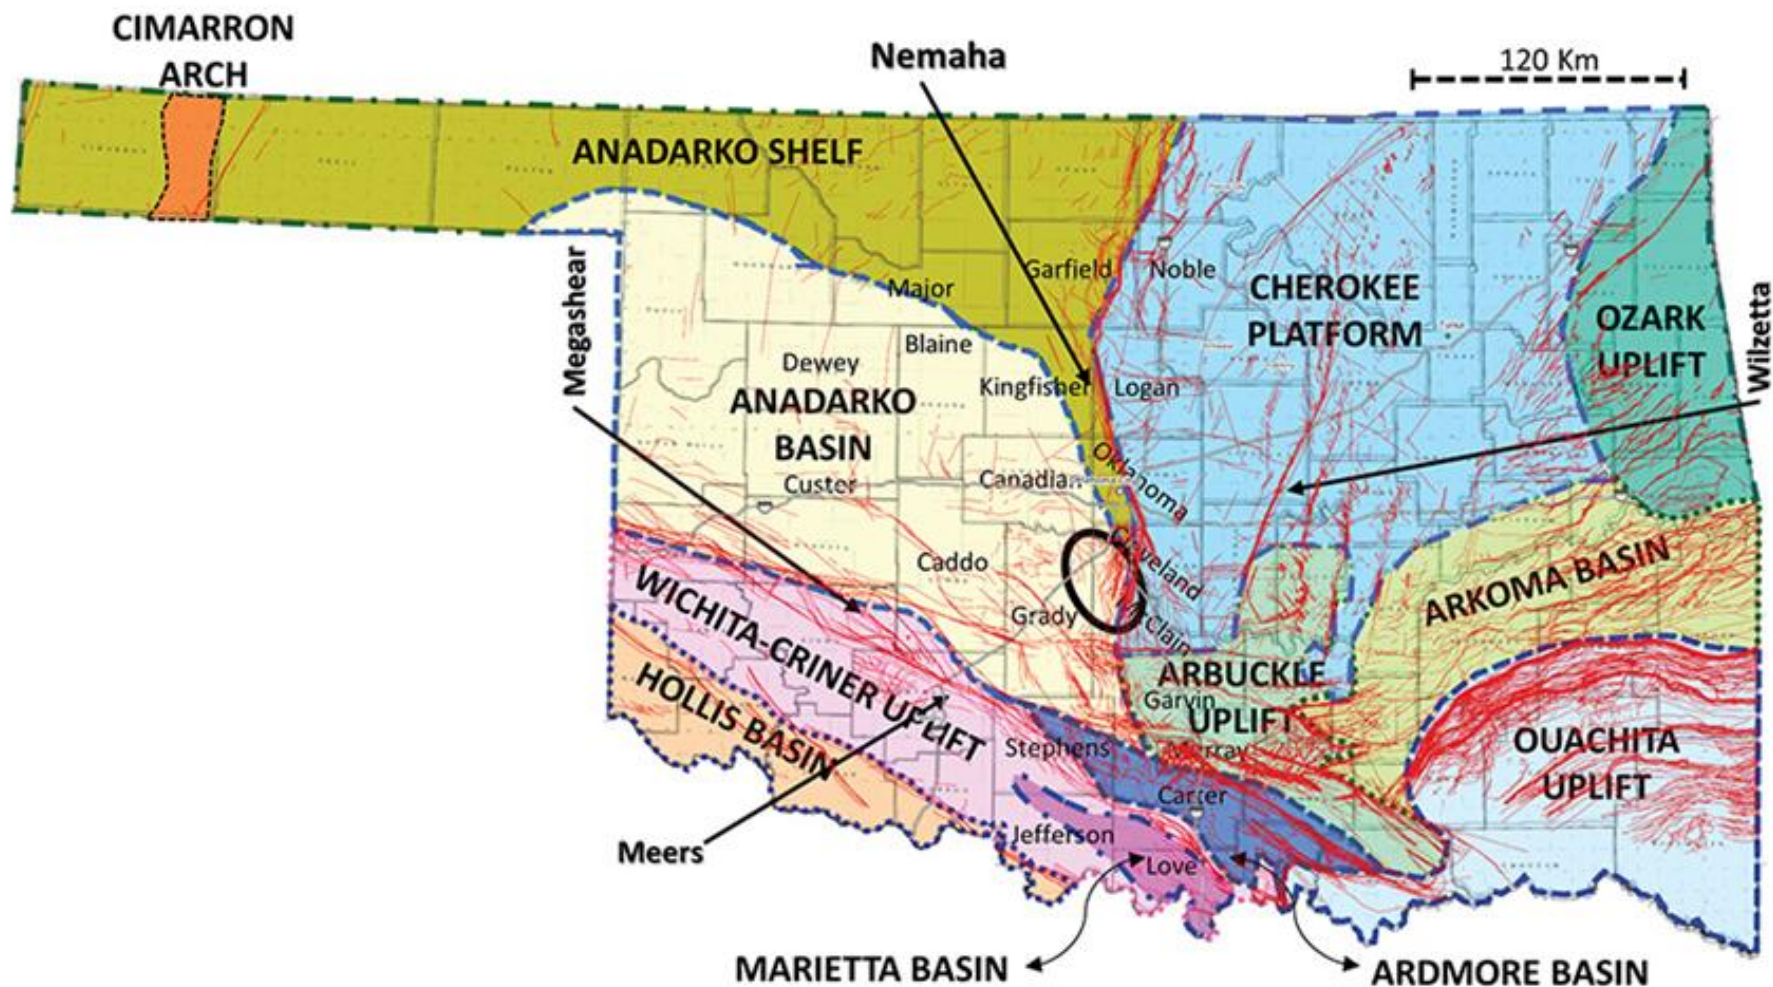 CIMARRON
ARCH
Nemaha
120 Km
ANADARKO SHELF
Megashear
Garfield
Noble
Major
CHEROKEE
PLATFORM
OZARK
UPLIFT
Wilzetta
Blaine
Dewey
Kingfisher
Logan
ANADARKO
BASIN
Custer
Canadian
Oklahoma
Cleveland
Caddo
Grady
McClain
ARKOMA BASIN
WICHITA-CRINER UPLIFT
HOLLIS BASIN
ARBUCKLE
UPLIFT
Garvin
Stephens
Murray
OUACHITA
UPLIFT
Carter
Jefferson
Love
Meers
MARIETTA BASIN
ARDMORE BASIN